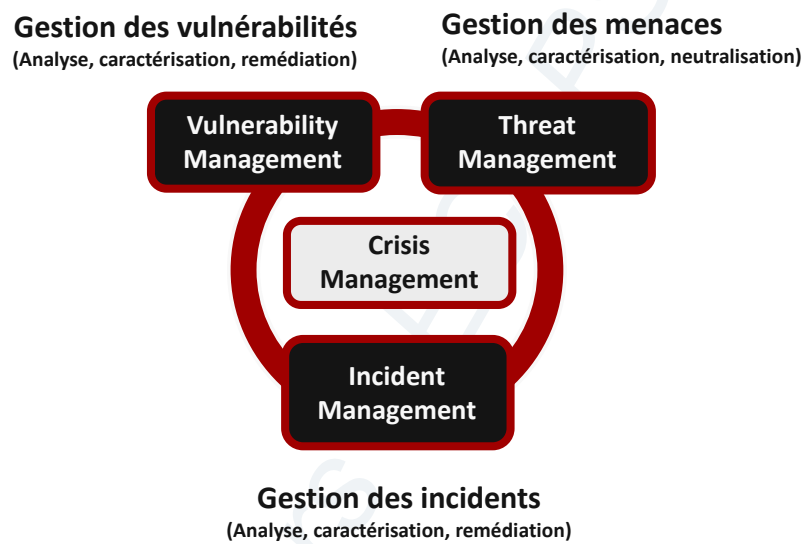 Gestion des vulnérabilités
(Analyse, caractérisation, remédiation)
Gestion des menaces
(Analyse, caractérisation, neutralisation)
Vulnerability
Management
Threat
Management
Crisis
Management
Incident
Management
Gestion des incidents
(Analyse, caractérisation, remédiation)